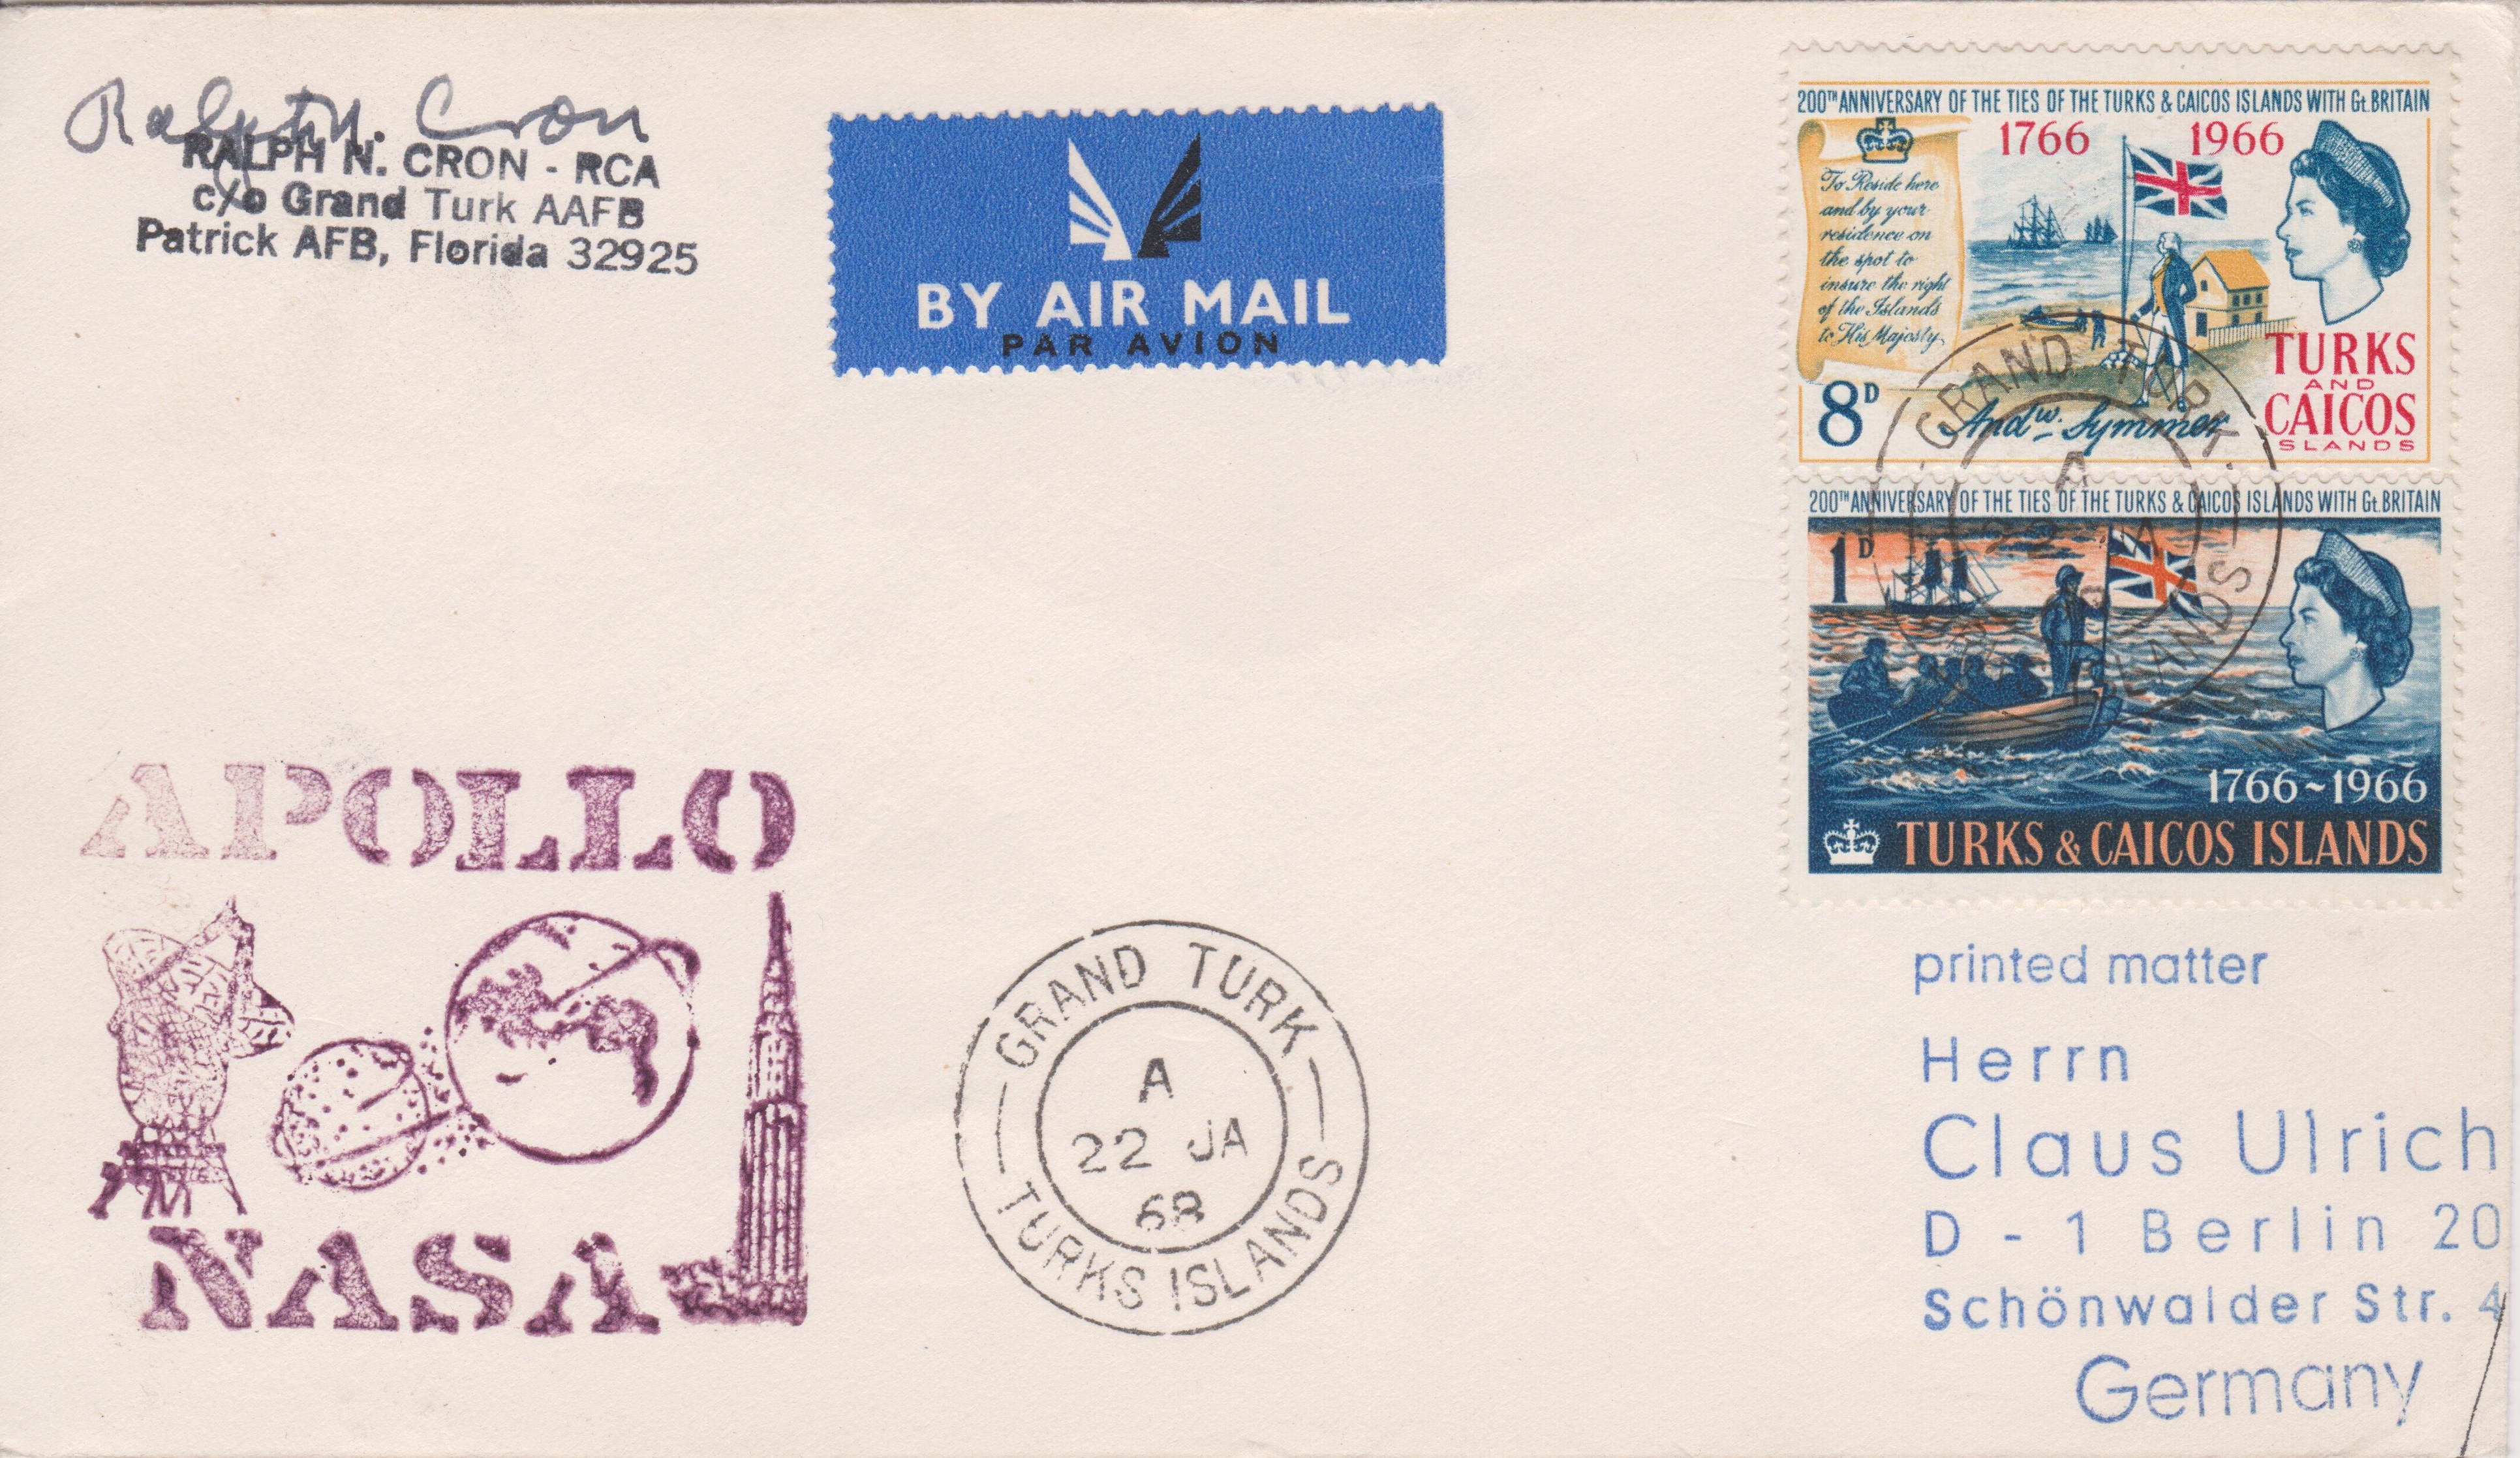 Ralph N. Cron
RALPH N. CRON - RCA
c/o Grand Turk AAFB
Patrick AFB, Florida 32925
BY AIR MAIL
PAR AVION
200TH ANNIVERSARY OF THE TIES OF THE TURKS & CAICOS ISLANDS WITH Gt. BRITAIN
1766 1966
To Reside here
and by your
residence on
the spot to
insure the right
of the Islands
to His Majesty
8D
Andw. Symmer
TURKS
AND
CAICOS
ISLANDS
GRAND TURK
A
22 JA
ISLANDS
200TH ANNIVERSARY OF THE TIES OF THE TURKS & CAICOS ISLANDS WITH Gt. BRITAIN
1D
1766~1966
TURKS & CAICOS ISLANDS
APOLLO
NASA
GRAND TURK
A
22 JA
68
TURKS ISLANDS
printed matter
Herrn
Claus Ulrich
D - 1 Berlin 20
Schönwalder Str. 4
Germany